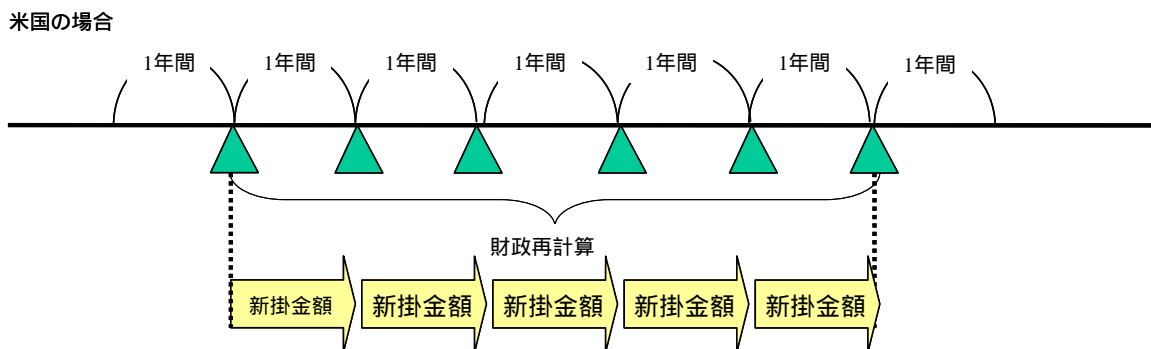 米国の場合
1年間 1年間 1年間 1年間 1年間 1年間 1年間
財政再計算
新掛金額 新掛金額 新掛金額 新掛金額 新掛金額